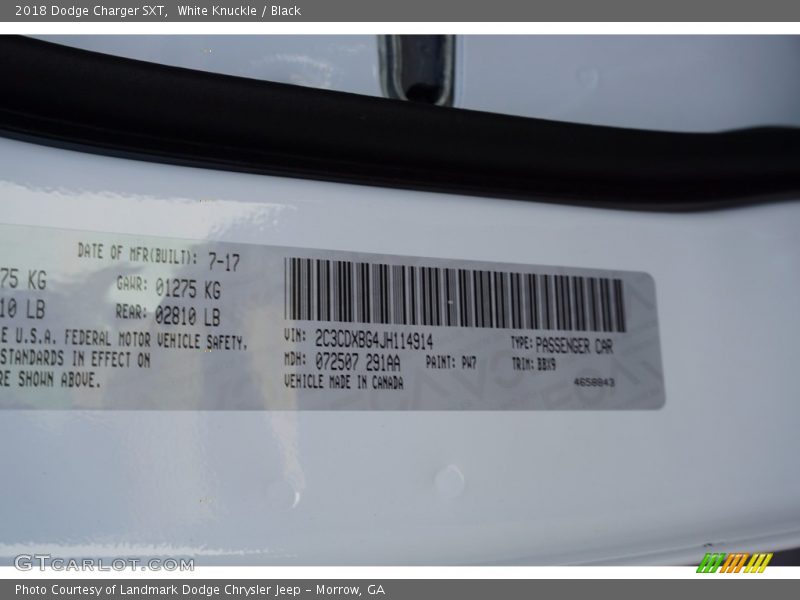 2018 Dodge Charger SXT, White Knuckle / Black
DATE OF MFR(BUILT): 7-17
75 KG GAWR: 01275 KG
10 LB REAR: 02810 LB
E U.S.A. FEDERAL MOTOR VEHICLE SAFETY,
STANDARDS IN EFFECT ON
RE SHOWN ABOVE.
VIN: 2C3CDXBG4JH114914 TYPE: PASSENGER CAR
MDH: 072507 291AA PAINT: PW7 TRIM: BBX9
VEHICLE MADE IN CANADA 4658843
GTCARLOT.COM
Photo Courtesy of Landmark Dodge Chrysler Jeep – Morrow, GA